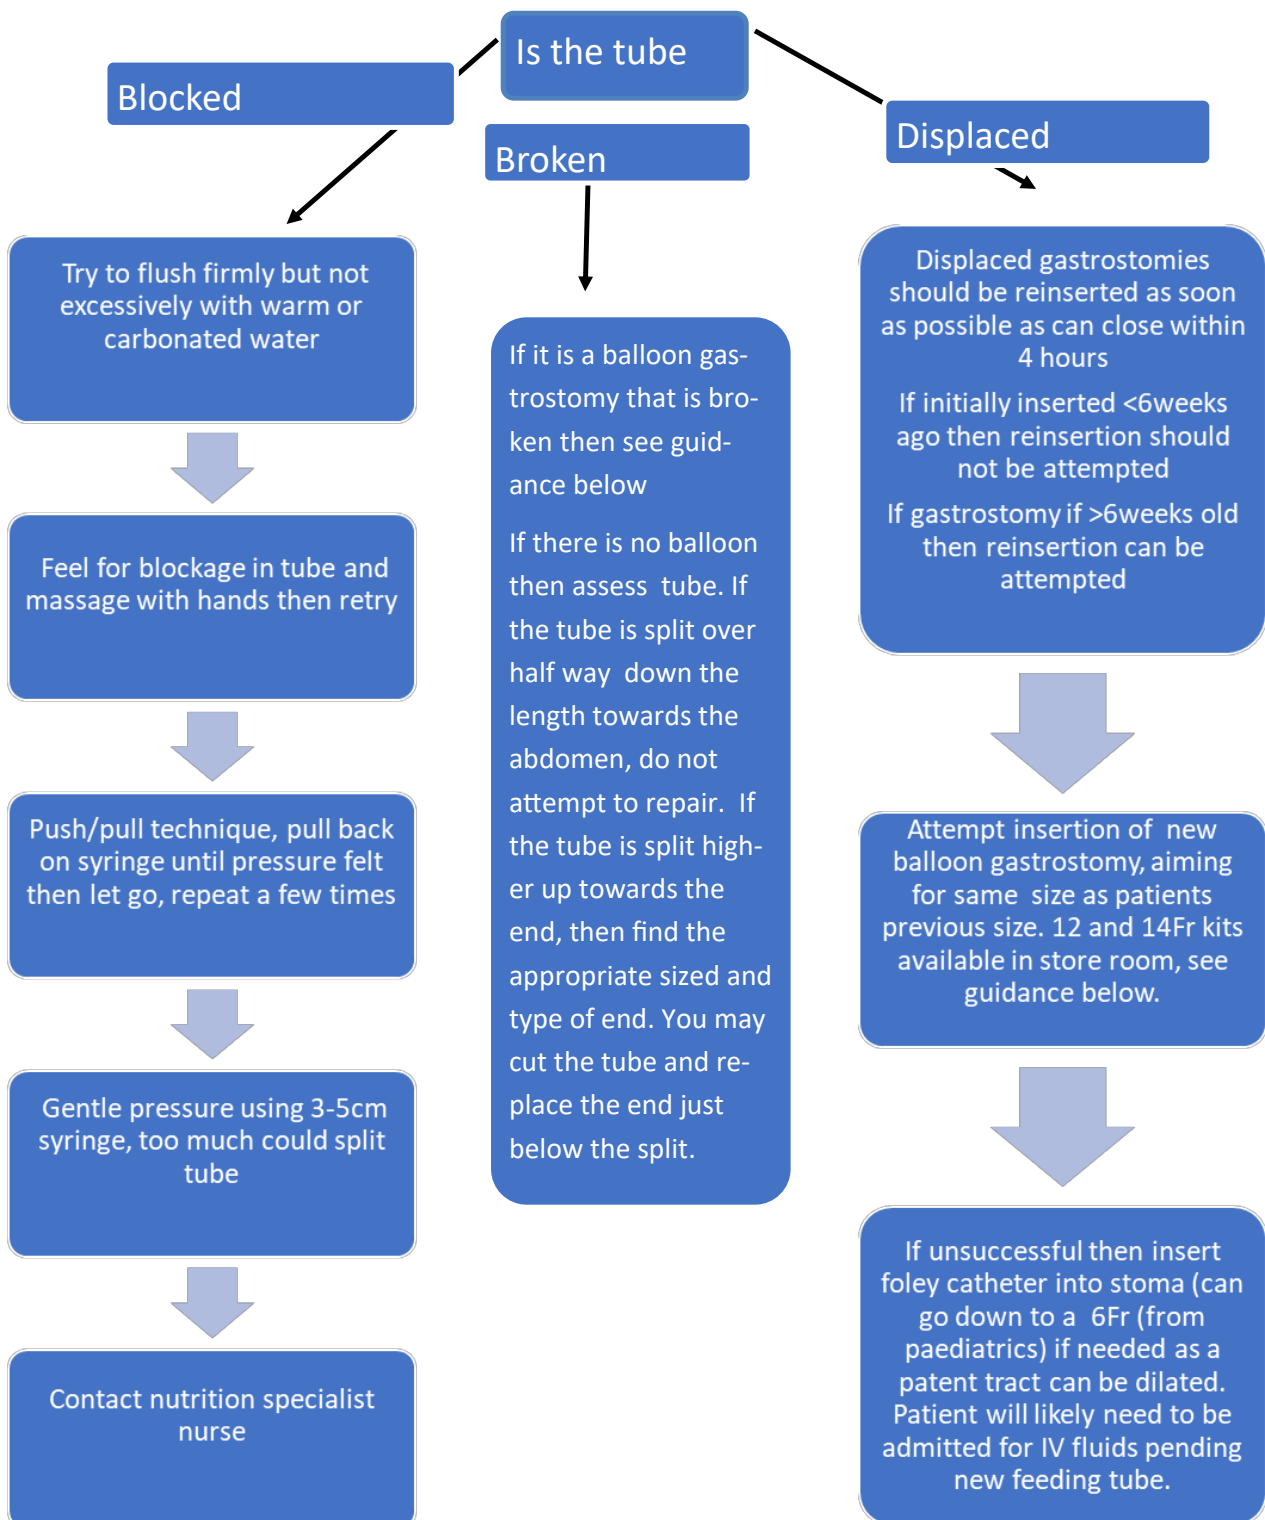 Is the tube
Blocked
Broken
Displaced
Try to flush firmly but not
excessively with warm or
carbonated water
Feel for blockage in tube and
massage with hands then retry
Push/pull technique, pull back
on syringe until pressure felt
then let go, repeat a few times
Gentle pressure using 3-5cm
syringe, too much could split
tube
Contact nutrition specialist
nurse
If it is a balloon gas-
trostomy that is bro-
ken then see guid-
ance below
If there is no balloon
then assess tube. If
the tube is split over
half way down the
length towards the
abdomen, do not
attempt to repair. If
the tube is split high-
er up towards the
end, then find the
appropriate sized and
type of end. You may
cut the tube and re-
place the end just
below the split.
Displaced gastrostomies
should be reinserted as soon
as possible as can close within
4 hours
If initially inserted <6weeks
ago then reinsertion should
not be attempted
If gastrostomy if >6weeks old
then reinsertion can be
attempted
Attempt insertion of new
balloon gastrostomy, aiming
for same size as patients
previous size. 12 and 14Fr kits
available in store room, see
guidance below.
If unsuccessful then insert
foley catheter into stoma (can
go down to a 6Fr (from
paediatrics) if needed as a
patent tract can be dilated.
Patient will likely need to be
admitted for IV fluids pending
new feeding tube.